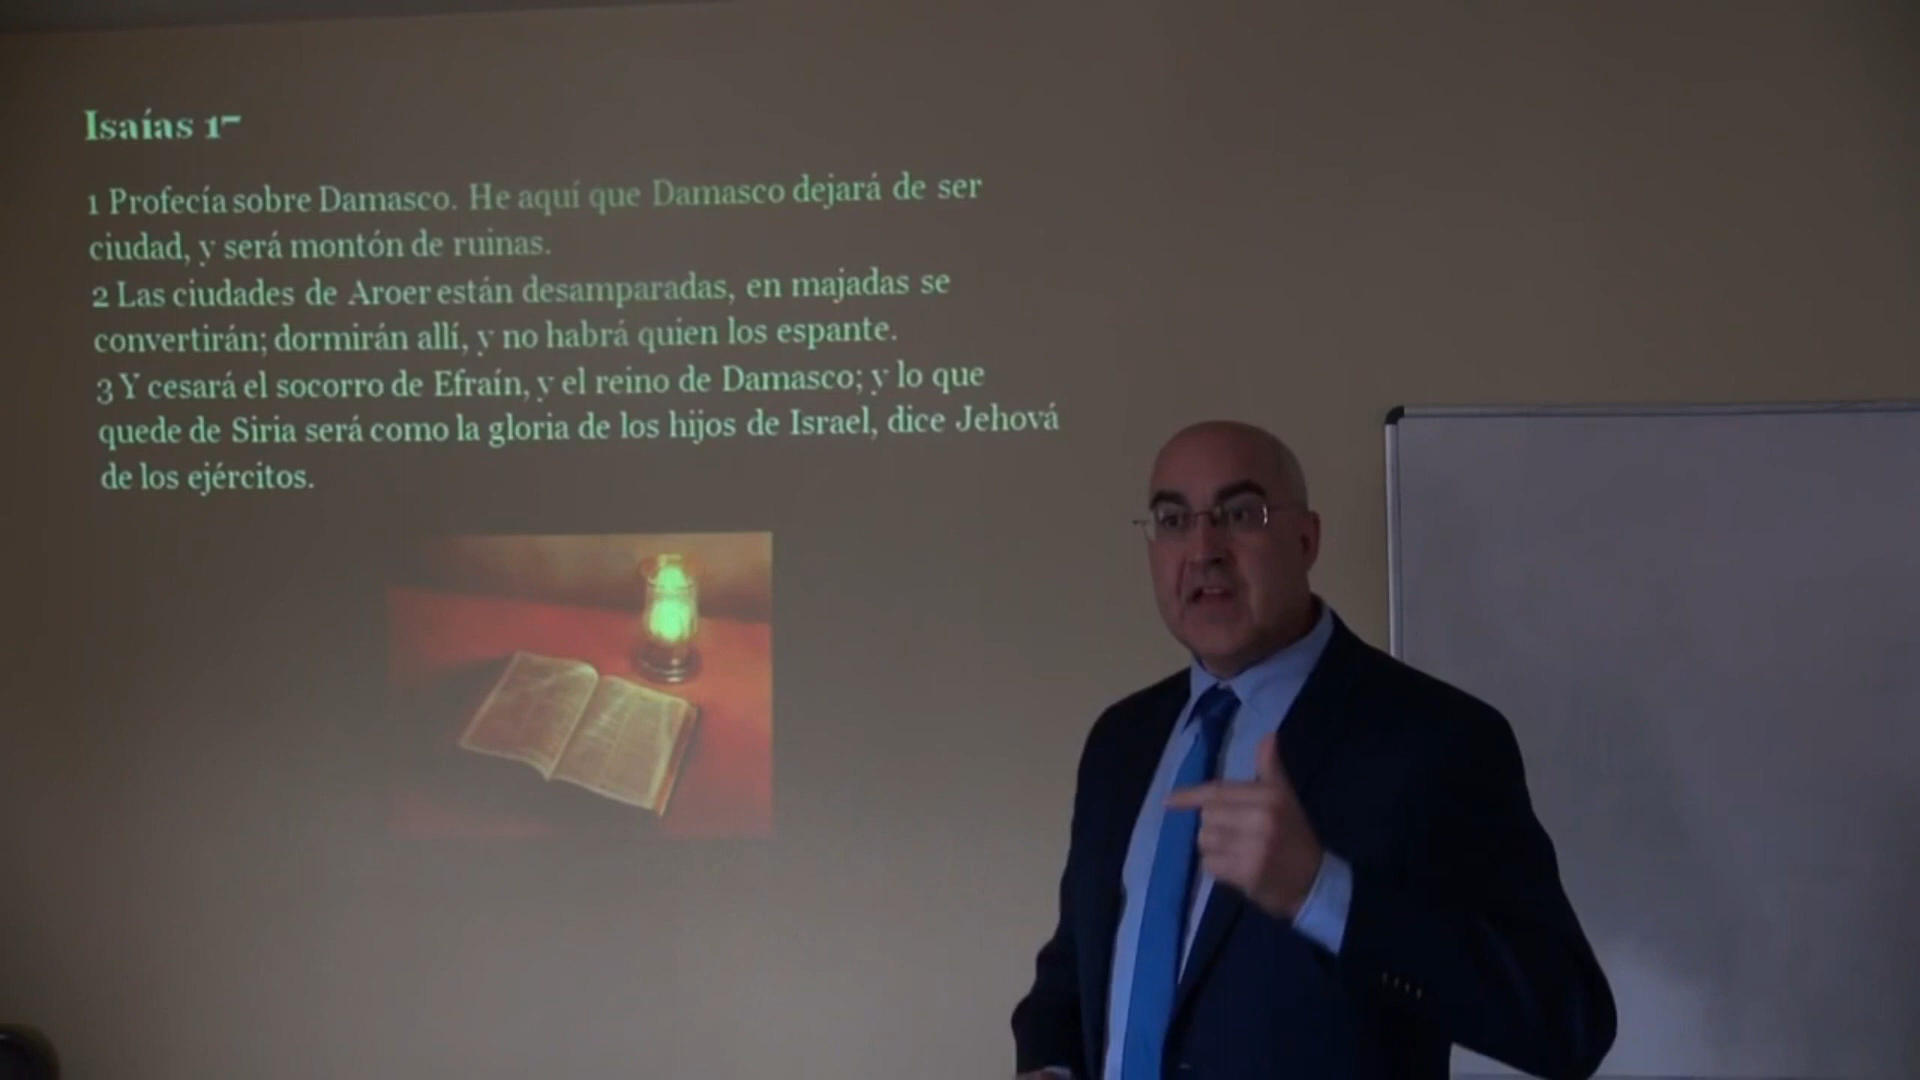 Isaías 17
1 Profecía sobre Damasco. He aquí que Damasco dejará de ser
ciudad, y será montón de ruinas.
2 Las ciudades de Aroer están desamparadas, en majadas se
convertirán; dormirán allí, y no habrá quien los espante.
3 Y cesará el socorro de Efraín, y el reino de Damasco; y lo que
quede de Siria será como la gloria de los hijos de Israel, dice Jehová
de los ejércitos.